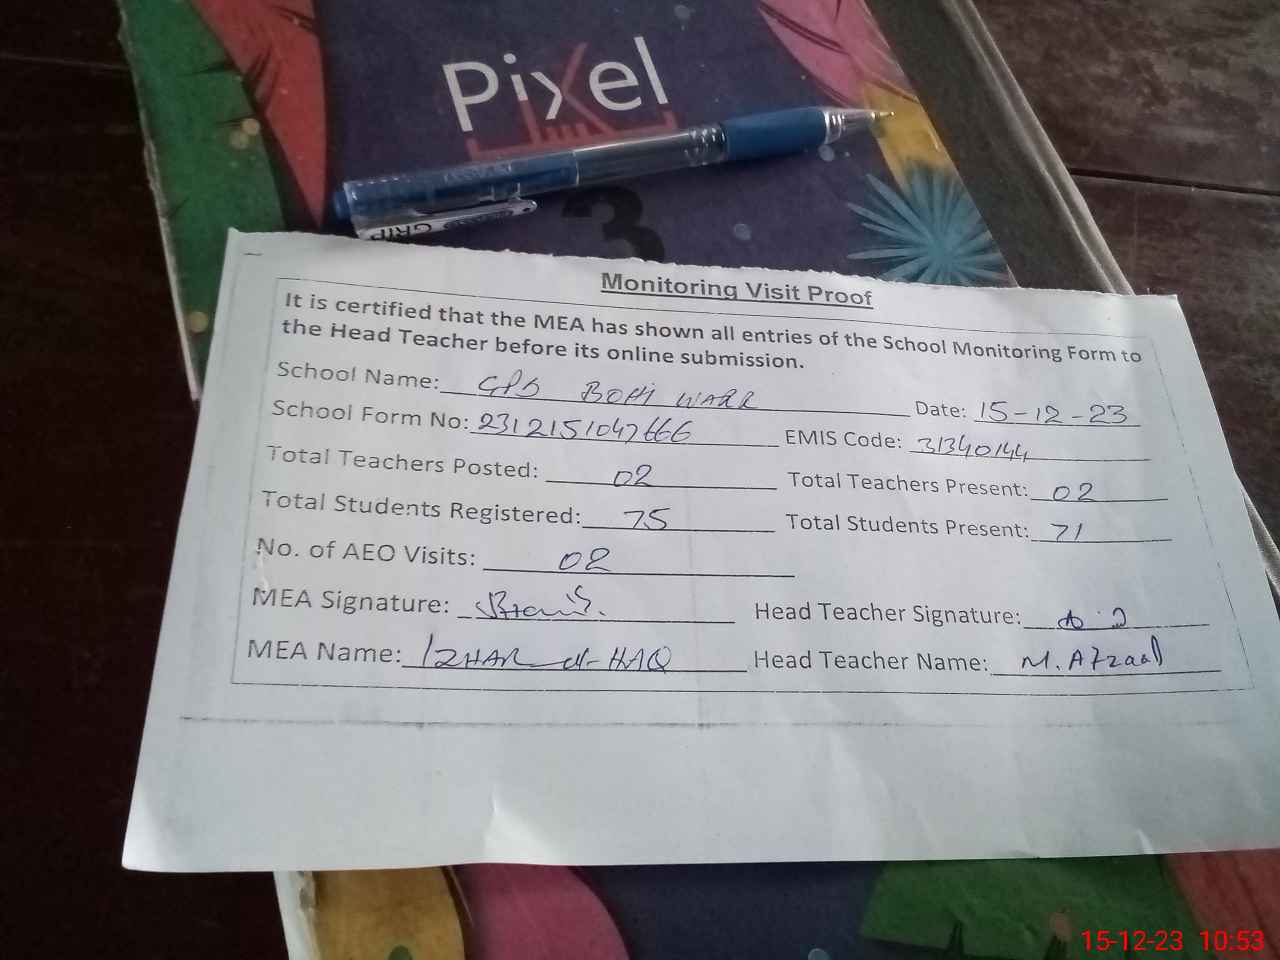 Pixel
GRIP
3
Monitoring Visit Proof
It is certified that the MEA has shown all entries of the School Monitoring Form to
the Head Teacher before its online submission.
School Name: GPS BOHi WARR Date: 15-12-23
School Form No: 2312151047666 EMIS Code: 31340144
Total Teachers Posted: 02 Total Teachers Present: 02
Total Students Registered: 75 Total Students Present: 71
No. of AEO Visits: 02
MEA Signature: Head Teacher Signature:
MEA Name: IZHAR ul-HAQ Head Teacher Name: M. Afzaal
15-12-23 10:53